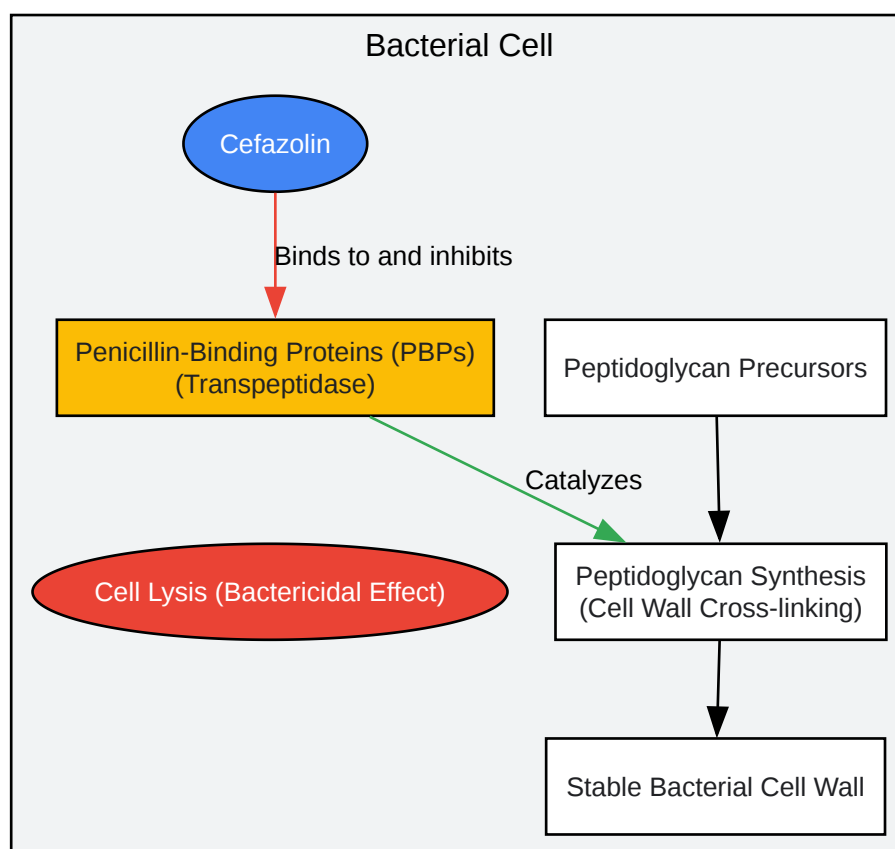 Bacterial Cell
Cefazolin
Binds to and inhibits
Penicillin-Binding Proteins (PBPs)
(Transpeptidase)
Peptidoglycan Precursors
Catalyzes
Cell Lysis (Bactericidal Effect)
Peptidoglycan Synthesis
(Cell Wall Cross-linking)
Stable Bacterial Cell Wall